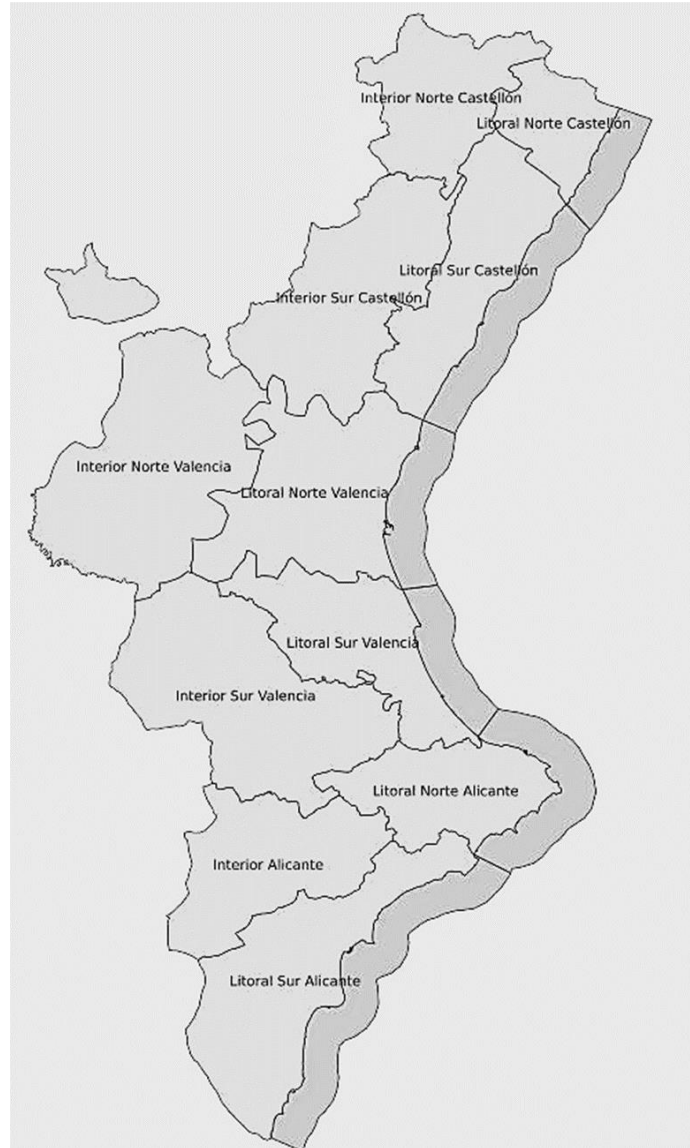 Interior Norte Castellón
Litoral Norte Castellón
Litoral Sur Castellón
Interior Sur Castellón
Interior Norte Valencia
Litoral Norte Valencia
Litoral Sur Valencia
Interior Sur Valencia
Litoral Norte Alicante
Interior Alicante
Litoral Sur Alicante